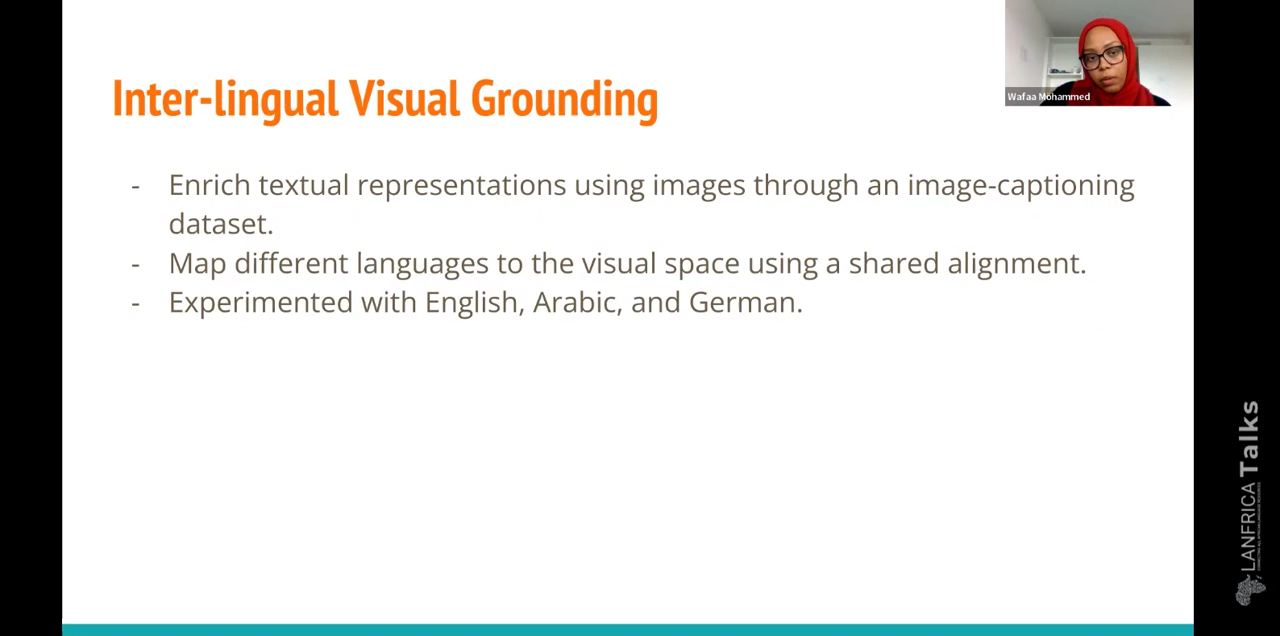 Inter-lingual Visual Grounding
- Enrich textual representations using images through an image-captioning
dataset.
- Map different languages to the visual space using a shared alignment.
- Experimented with English, Arabic, and German.
Wafaa Mohammed
LANFRICA Talks